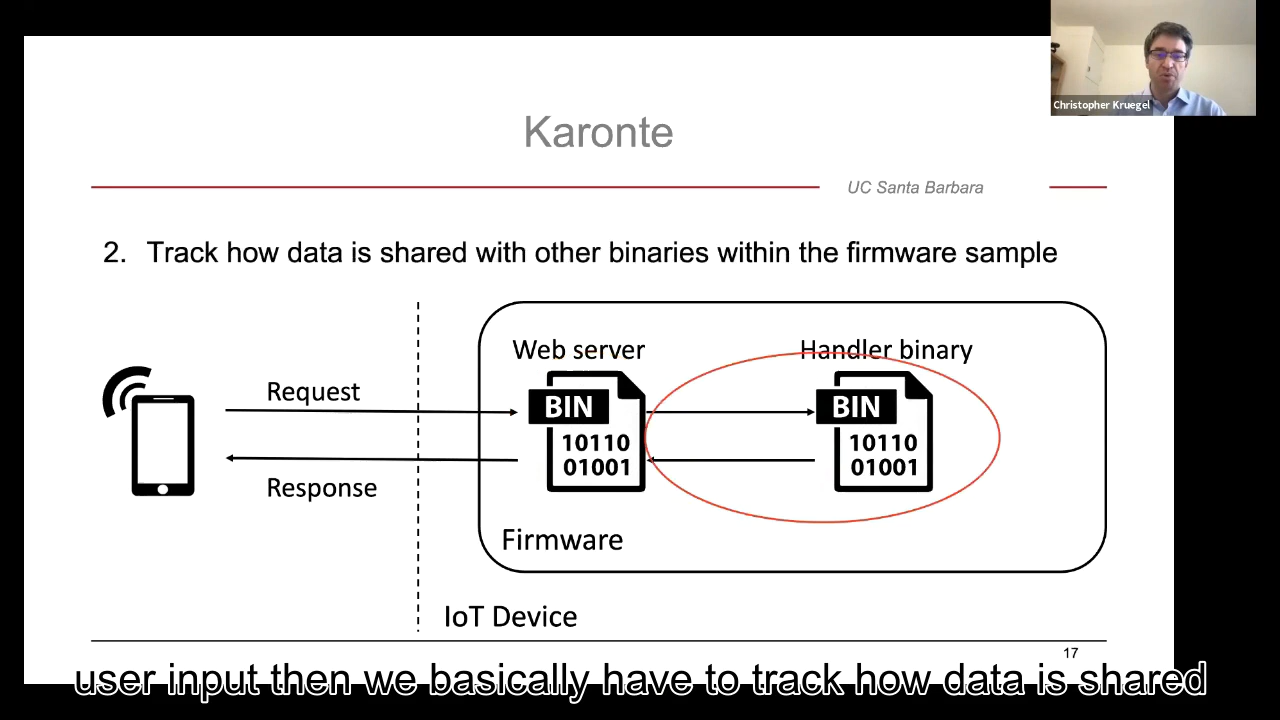 Christopher Kruegel
Karonte
UC Santa Barbara
2. Track how data is shared with other binaries within the firmware sample
Web server
Handler binary
Request
BIN
10110
01001
BIN
10110
01001
Response
Firmware
IoT Device
17
user input then we basically have to track how data is shared